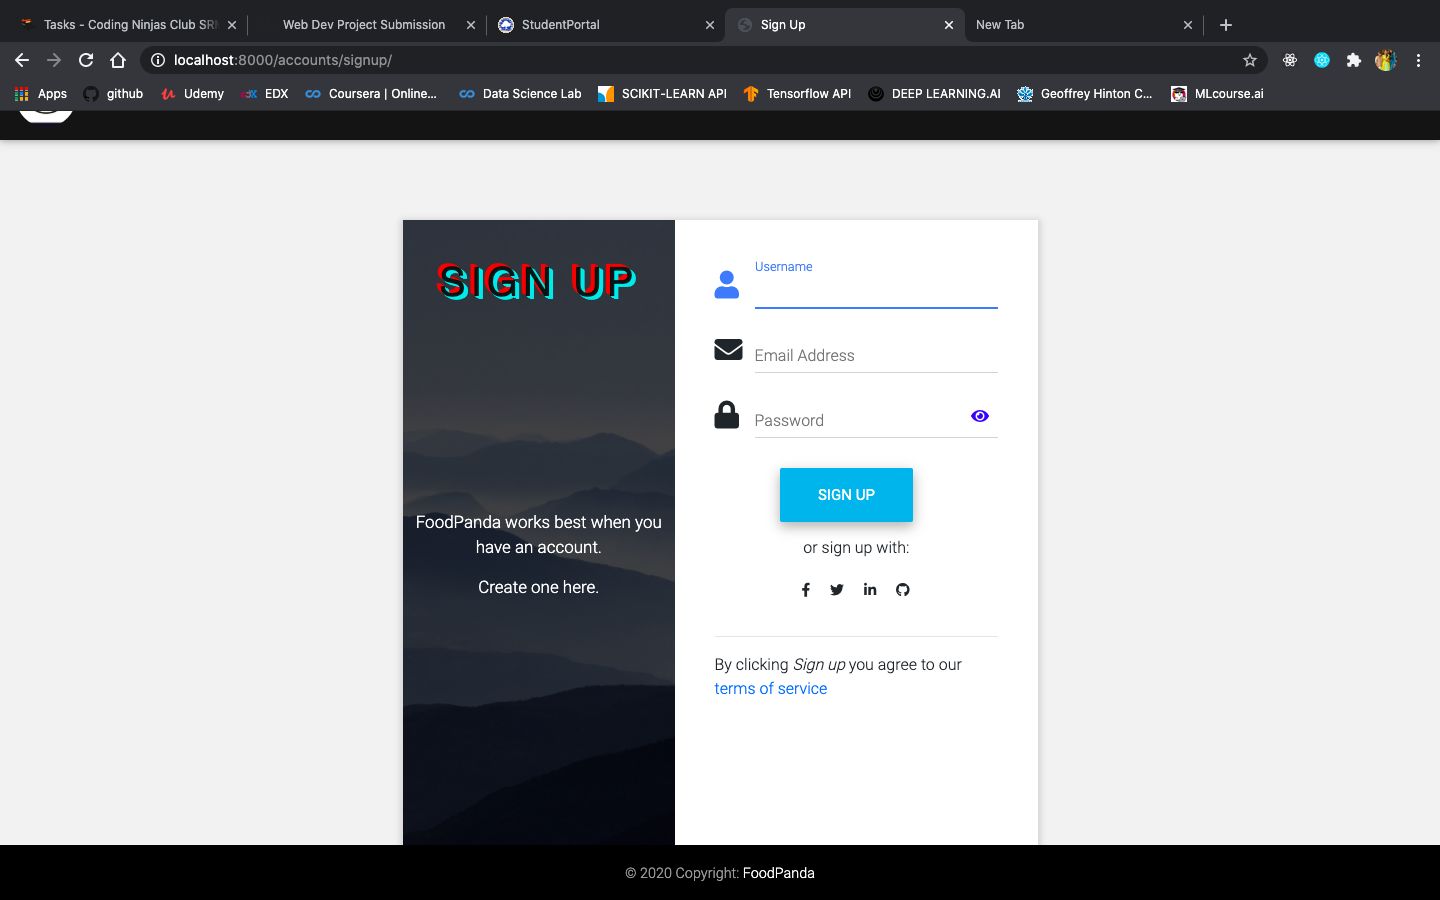 Tasks - Coding Ninjas Club SRM
Web Dev Project Submission
StudentPortal
Sign Up
New Tab
localhost:8000/accounts/signup/
Apps
github
Udemy
EDX
Coursera | Online...
Data Science Lab
SCIKIT-LEARN API
Tensorflow API
DEEP LEARNING.AI
Geoffrey Hinton C...
MLcourse.ai
SIGN UP
FoodPanda works best when you
have an account.
Create one here.
Username
Email Address
Password
SIGN UP
or sign up with:
By clicking Sign up you agree to our
terms of service
© 2020 Copyright: FoodPanda